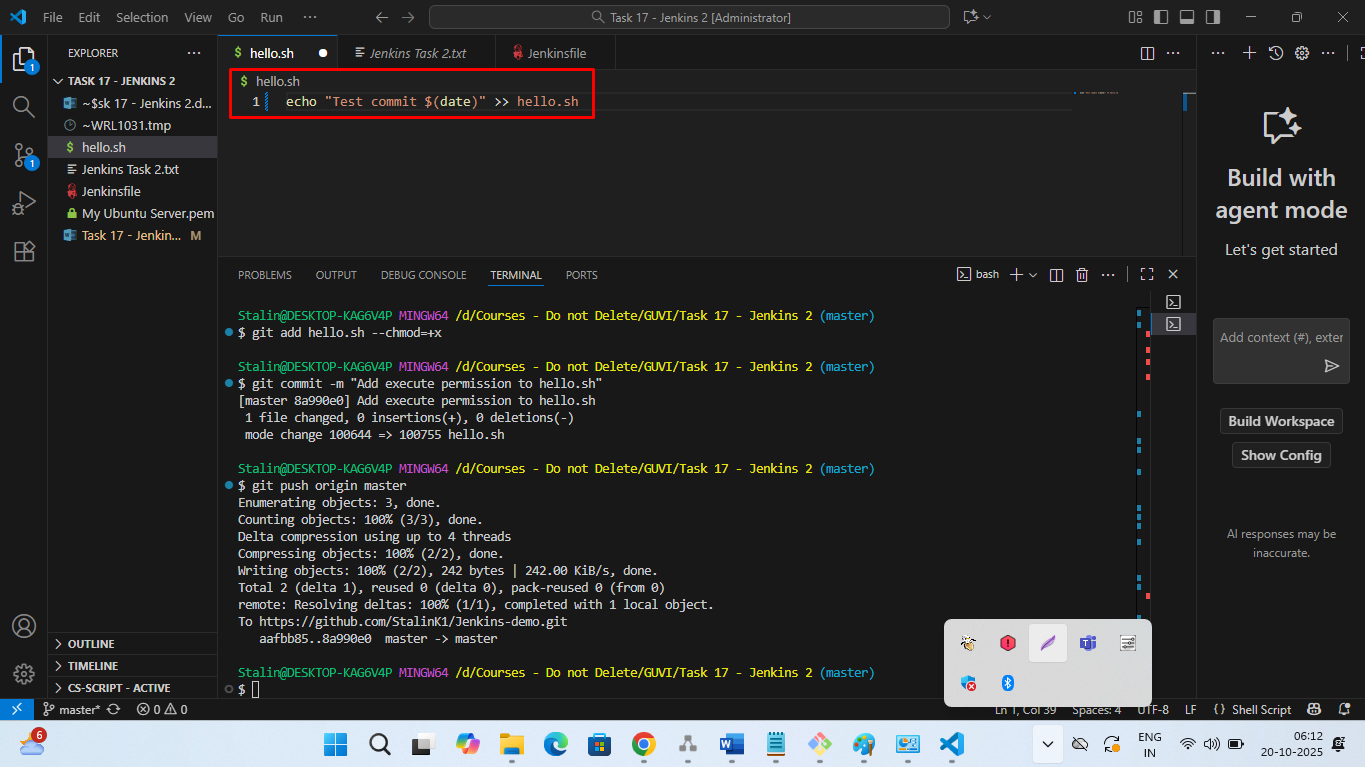 File Edit Selection View Go Run ···
Task 17 - Jenkins 2 [Administrator]
EXPLORER ···
TASK 17 - JENKINS 2
~$sk 17 - Jenkins 2.d...
~WRL1031.tmp
hello.sh
Jenkins Task 2.txt
Jenkinsfile
My Ubuntu Server.pem
Task 17 - Jenkin... M
OUTLINE
TIMELINE
CS-SCRIPT - ACTIVE
1
1
$ hello.sh
Jenkins Task 2.txt
Jenkinsfile
$ hello.sh
1 echo "Test commit $(date)" >> hello.sh
PROBLEMS OUTPUT DEBUG CONSOLE TERMINAL PORTS
bash
Stalin@DESKTOP-KAG6V4P MINGW64 /d/Courses - Do not Delete/GUVI/Task 17 - Jenkins 2 (master)
$ git add hello.sh --chmod=+x
Stalin@DESKTOP-KAG6V4P MINGW64 /d/Courses - Do not Delete/GUVI/Task 17 - Jenkins 2 (master)
$ git commit -m "Add execute permission to hello.sh"
[master 8a990e0] Add execute permission to hello.sh
1 file changed, 0 insertions(+), 0 deletions(-)
mode change 100644 => 100755 hello.sh
Stalin@DESKTOP-KAG6V4P MINGW64 /d/Courses - Do not Delete/GUVI/Task 17 - Jenkins 2 (master)
$ git push origin master
Enumerating objects: 3, done.
Counting objects: 100% (3/3), done.
Delta compression using up to 4 threads
Compressing objects: 100% (2/2), done.
Writing objects: 100% (2/2), 242 bytes | 242.00 KiB/s, done.
Total 2 (delta 1), reused 0 (delta 0), pack-reused 0 (from 0)
remote: Resolving deltas: 100% (1/1), completed with 1 local object.
To https://github.com/StalinK1/Jenkins-demo.git
aafbb85..8a990e0 master -> master
Stalin@DESKTOP-KAG6V4P MINGW64 /d/Courses - Do not Delete/GUVI/Task 17 - Jenkins 2 (master)
$
Build with
agent mode
Let's get started
Add context (#), exter
Build Workspace
Show Config
AI responses may be
inaccurate.
master* 0 0
Ln 1, Col 39 Spaces: 4 UTF-8 LF {} Shell Script
6
ENG
IN
06:12
20-10-2025